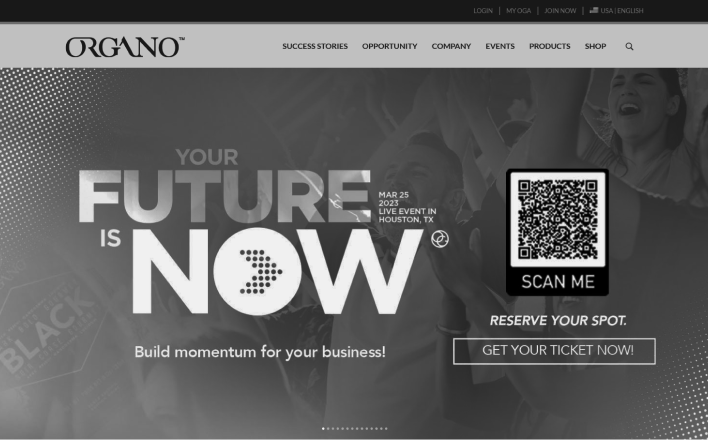 LOGIN | MY OGA | JOIN NOW | USA | ENGLISH
ORGANO™
SUCCESS STORIES OPPORTUNITY COMPANY EVENTS PRODUCTS SHOP
YOUR
FUTURE
IS
NOW
MAR 25
2023
LIVE EVENT IN
HOUSTON, TX
BLACK
Build momentum for your business!
SCAN ME
RESERVE YOUR SPOT.
GET YOUR TICKET NOW!